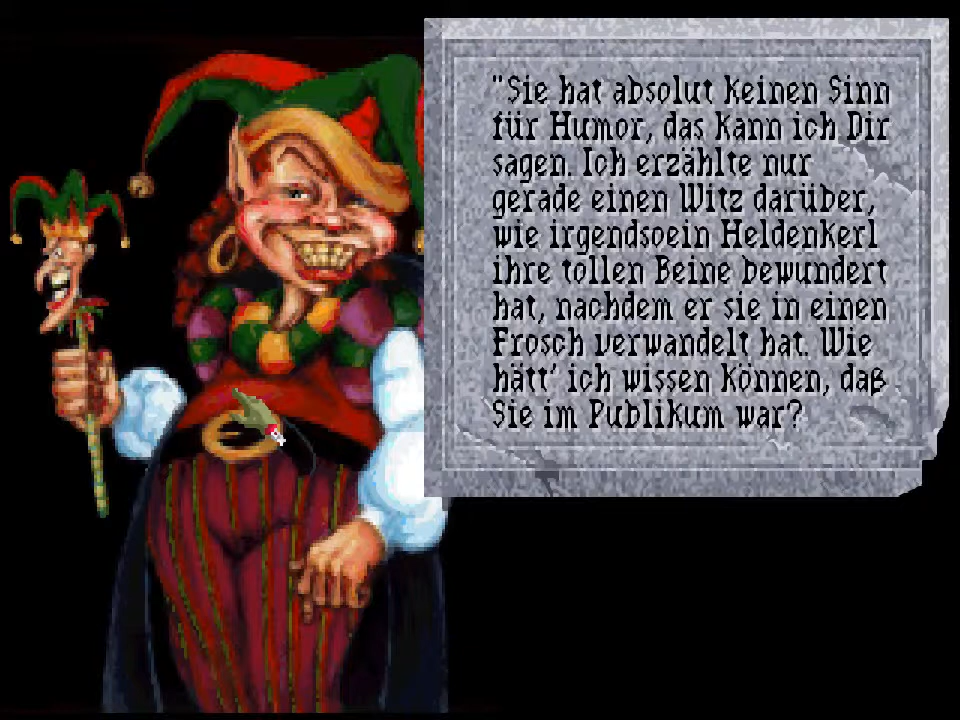 "Sie hat absolut keinen Sinn
für Humor, das kann ich Dir
sagen. Ich erzählte nur
gerade einen Witz darüber,
wie irgendsoein Heldenkerl
ihre tollen Beine bewundert
hat, nachdem er sie in einen
Frosch verwandelt hat. Wie
hätt' ich wissen können, daß
Sie im Publikum war?